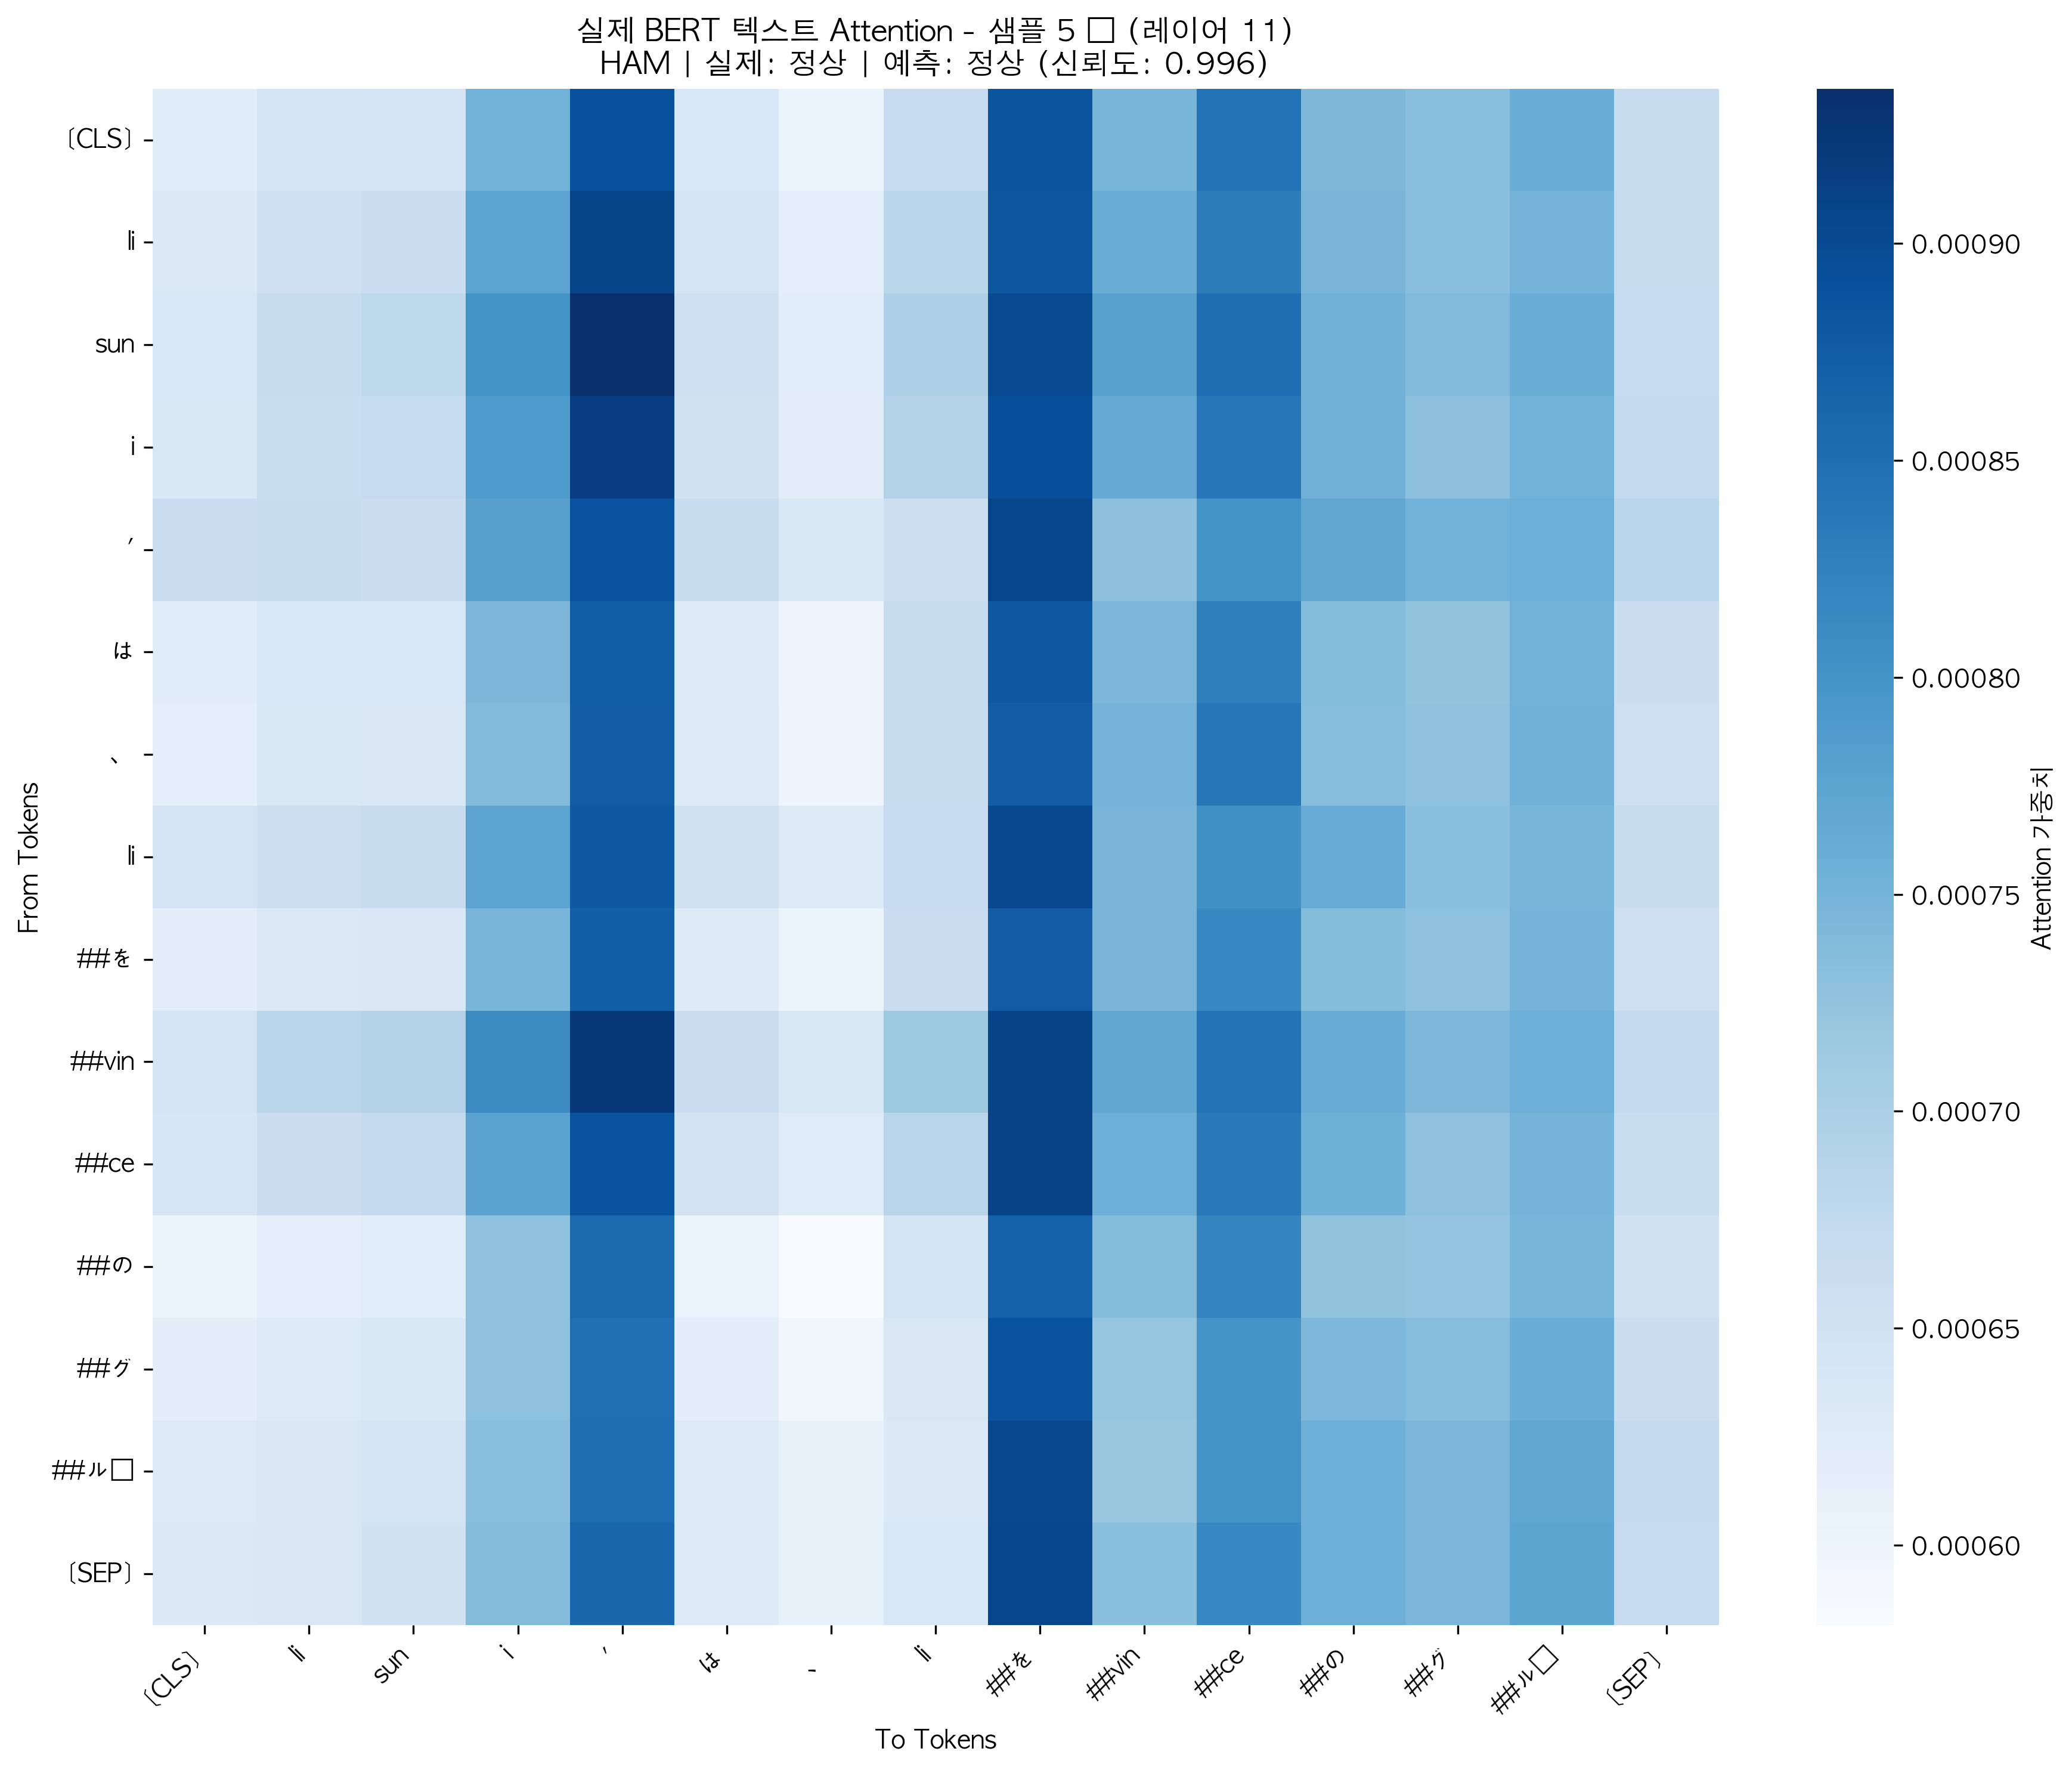 실제 BERT 텍스트 Attention - 샘플 5 □ (레이어 11)
HAM | 실제: 정상 | 예측: 정상 (신뢰도: 0.996)
From Tokens
[CLS]
li
sun
i
'
は
、
li
##を
##vin
##ce
##の
##グ
##ル□
[SEP]
[CLS]
li
sun
i
'
は
、
li
##を
##vin
##ce
##の
##グ
##ル□
[SEP]
To Tokens
0.00090
0.00085
0.00080
0.00075
0.00070
0.00065
0.00060
Attention 가중치